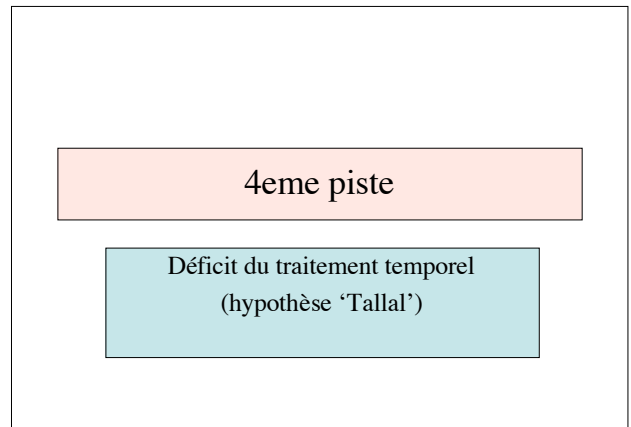 4eme piste
Déficit du traitement temporel
(hypothèse ‘Tallal’)